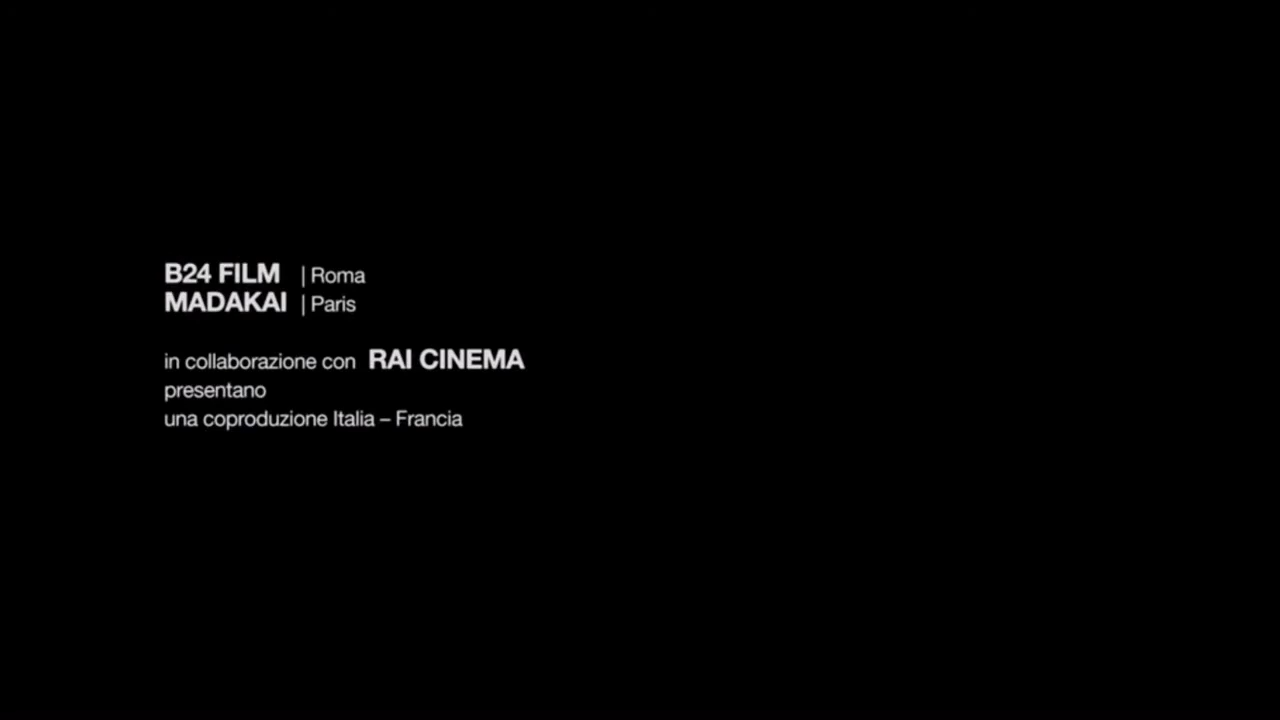 B24 FILM | Roma
MADAKAI | Paris
in collaborazione con RAI CINEMA
presentano
una coproduzione Italia – Francia